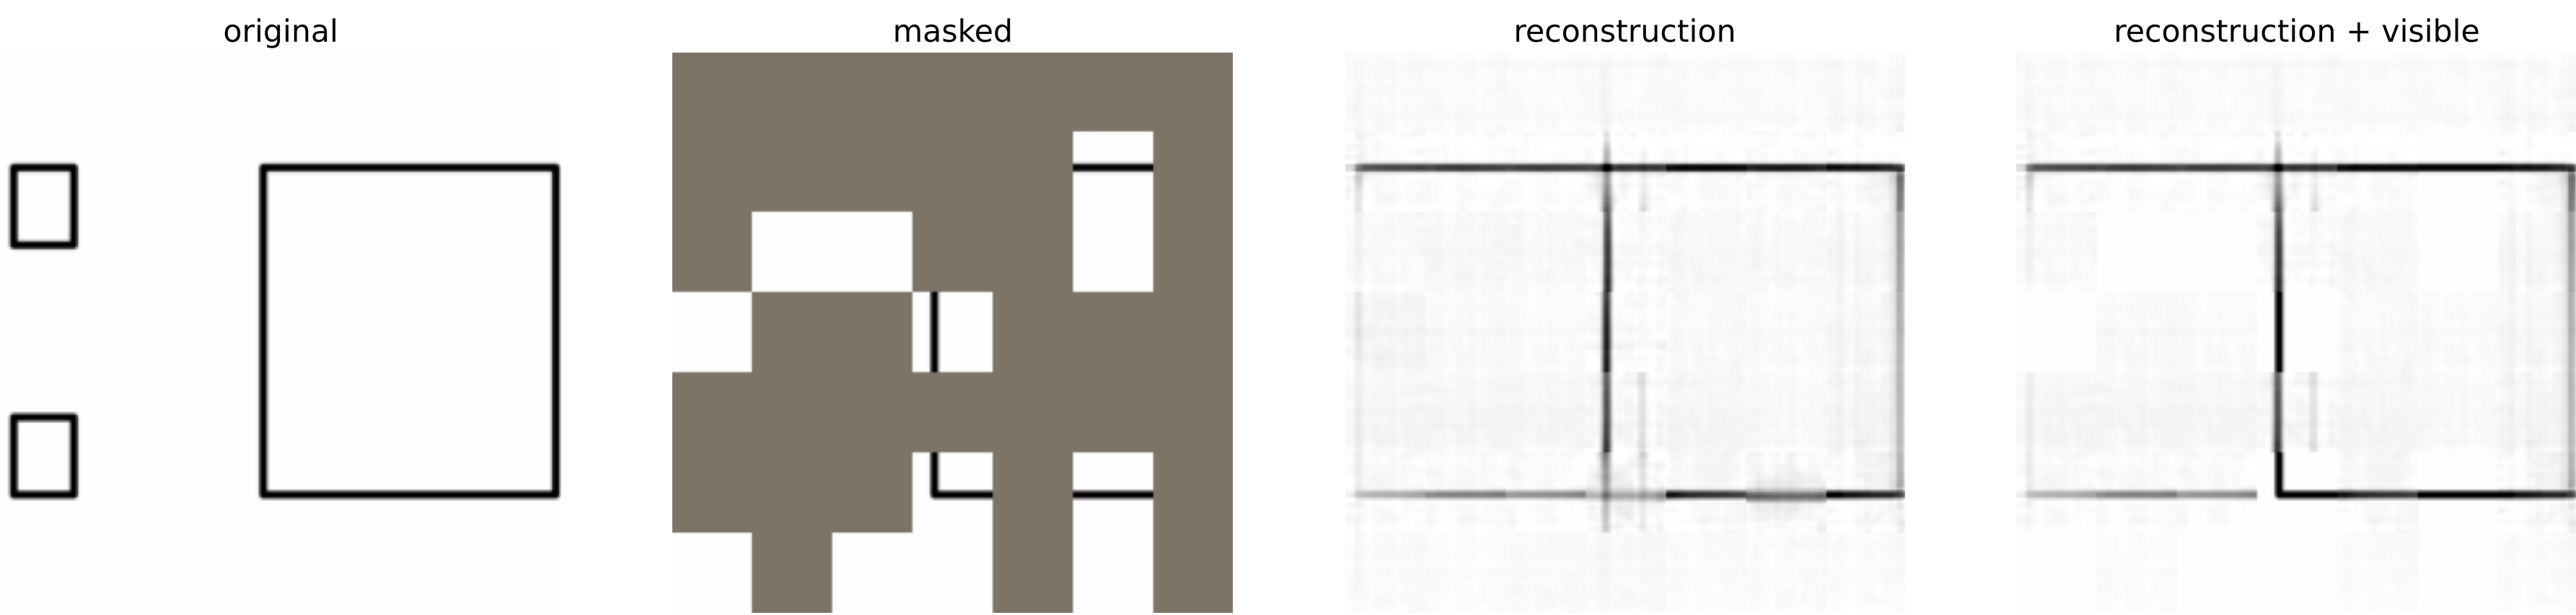 original
masked
reconstruction
reconstruction + visible